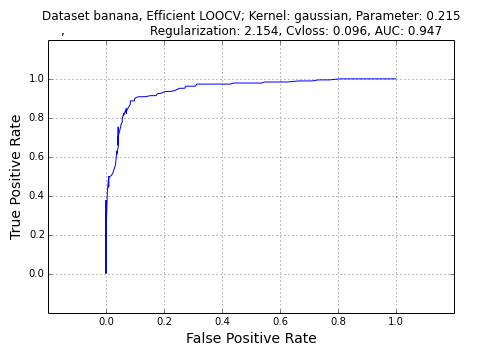 Dataset banana, Efficient LOOCV; Kernel: gaussian, Parameter: 0.215
, Regularization: 2.154, Cvloss: 0.096, AUC: 0.947
True Positive Rate
1.0
0.8
0.6
0.4
0.2
0.0
0.0 0.2 0.4 0.6 0.8 1.0
False Positive Rate